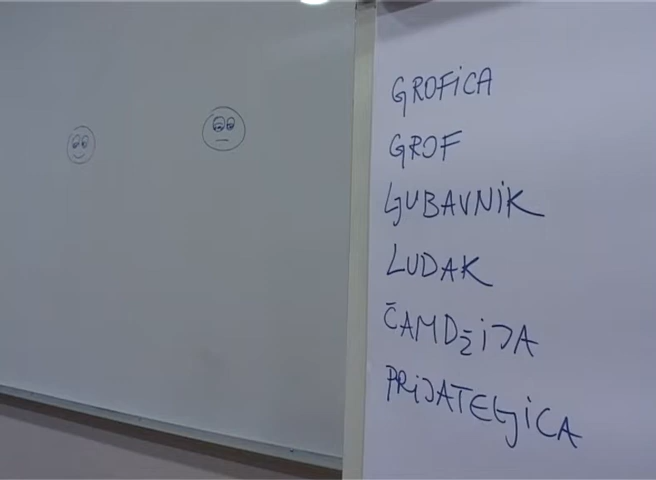 GROFiCA
GROF
LJUBAVNiK
LUDAK
ČAMDžiJA
PRiJATELJiCA